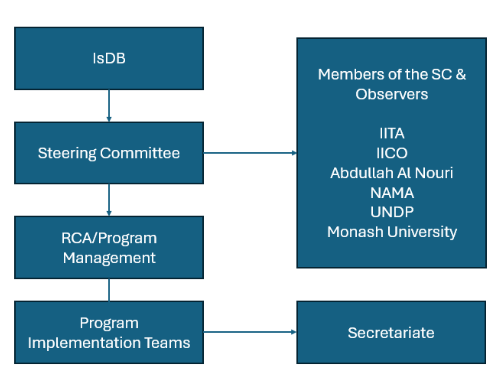 IsDB
Steering Committee
Members of the SC &
Observers
IITA
IICO
Abdullah Al Nouri
NAMA
UNDP
Monash University
RCA/Program
Management
Program
Implementation Teams
Secretariate